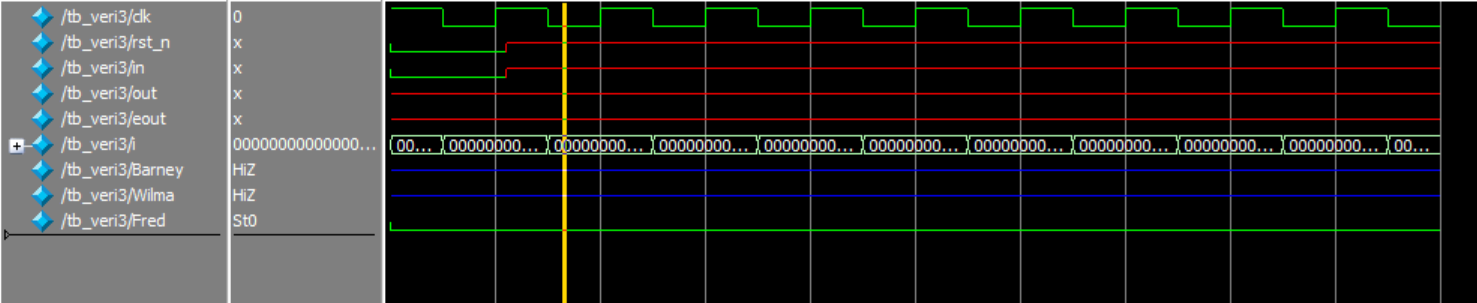 /tb_veri3/clk 0
/tb_veri3/rst_n x
/tb_veri3/in x
/tb_veri3/out x
/tb_veri3/eout x
/tb_veri3/i 00000000000000... 00... 00000000... 00000000... 00000000... 00000000... 00000000... 00000000... 00000000... 00000000... 00000000... 00...
/tb_veri3/Barney HiZ
/tb_veri3/Wilma HiZ
/tb_veri3/Fred St0